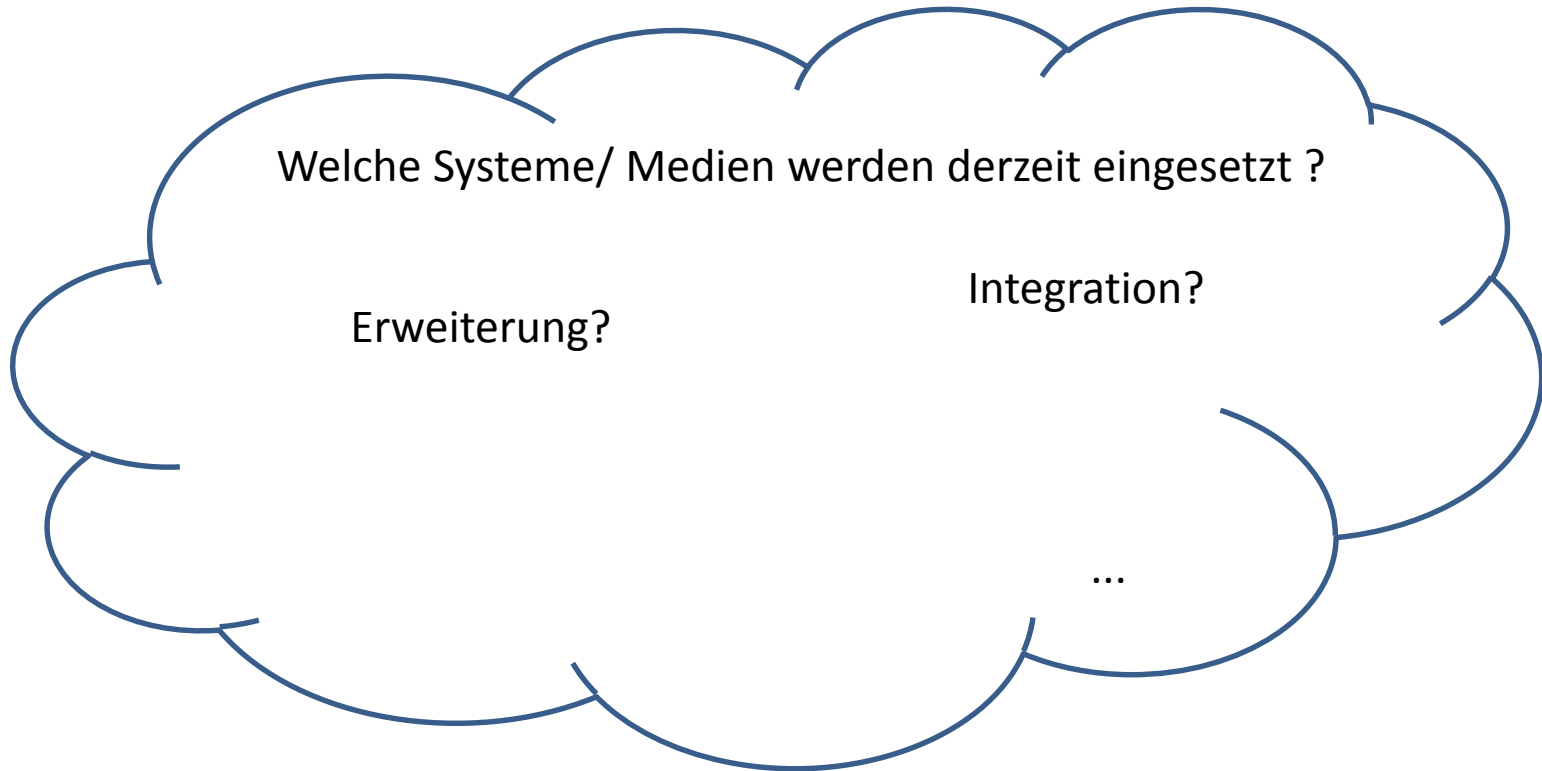 Welche Systeme/ Medien werden derzeit eingesetzt ?
Integration?
Erweiterung?
...